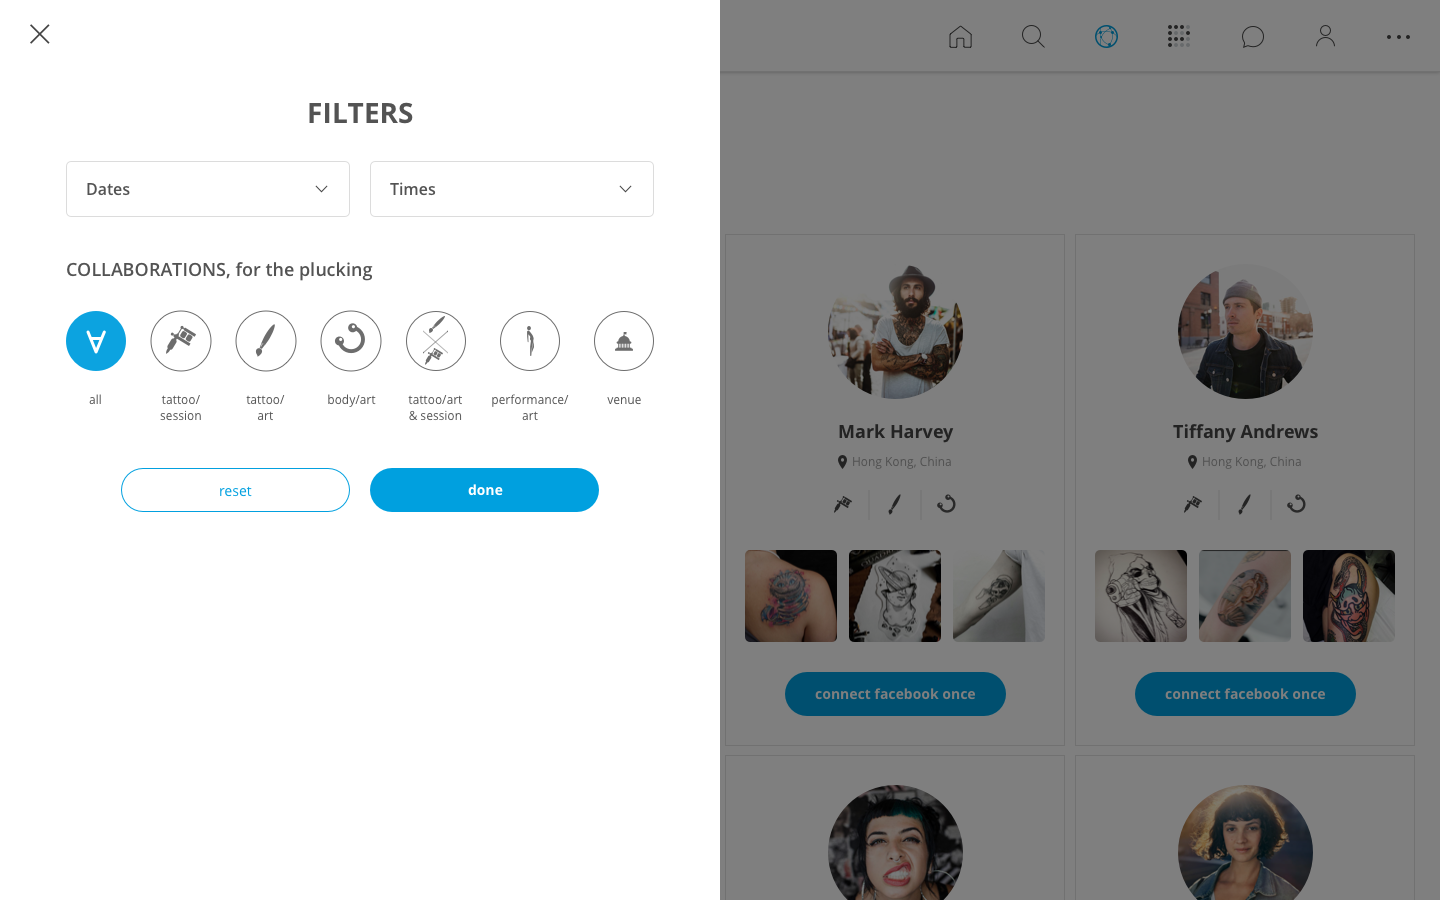 FILTERS
Dates
Times
COLLABORATIONS, for the plucking
all
tattoo/
session
tattoo/
art
body/art
tattoo/art
& session
performance/
art
venue
reset
done
Mark Harvey
Hong Kong, China
connect facebook once
Tiffany Andrews
Hong Kong, China
connect facebook once